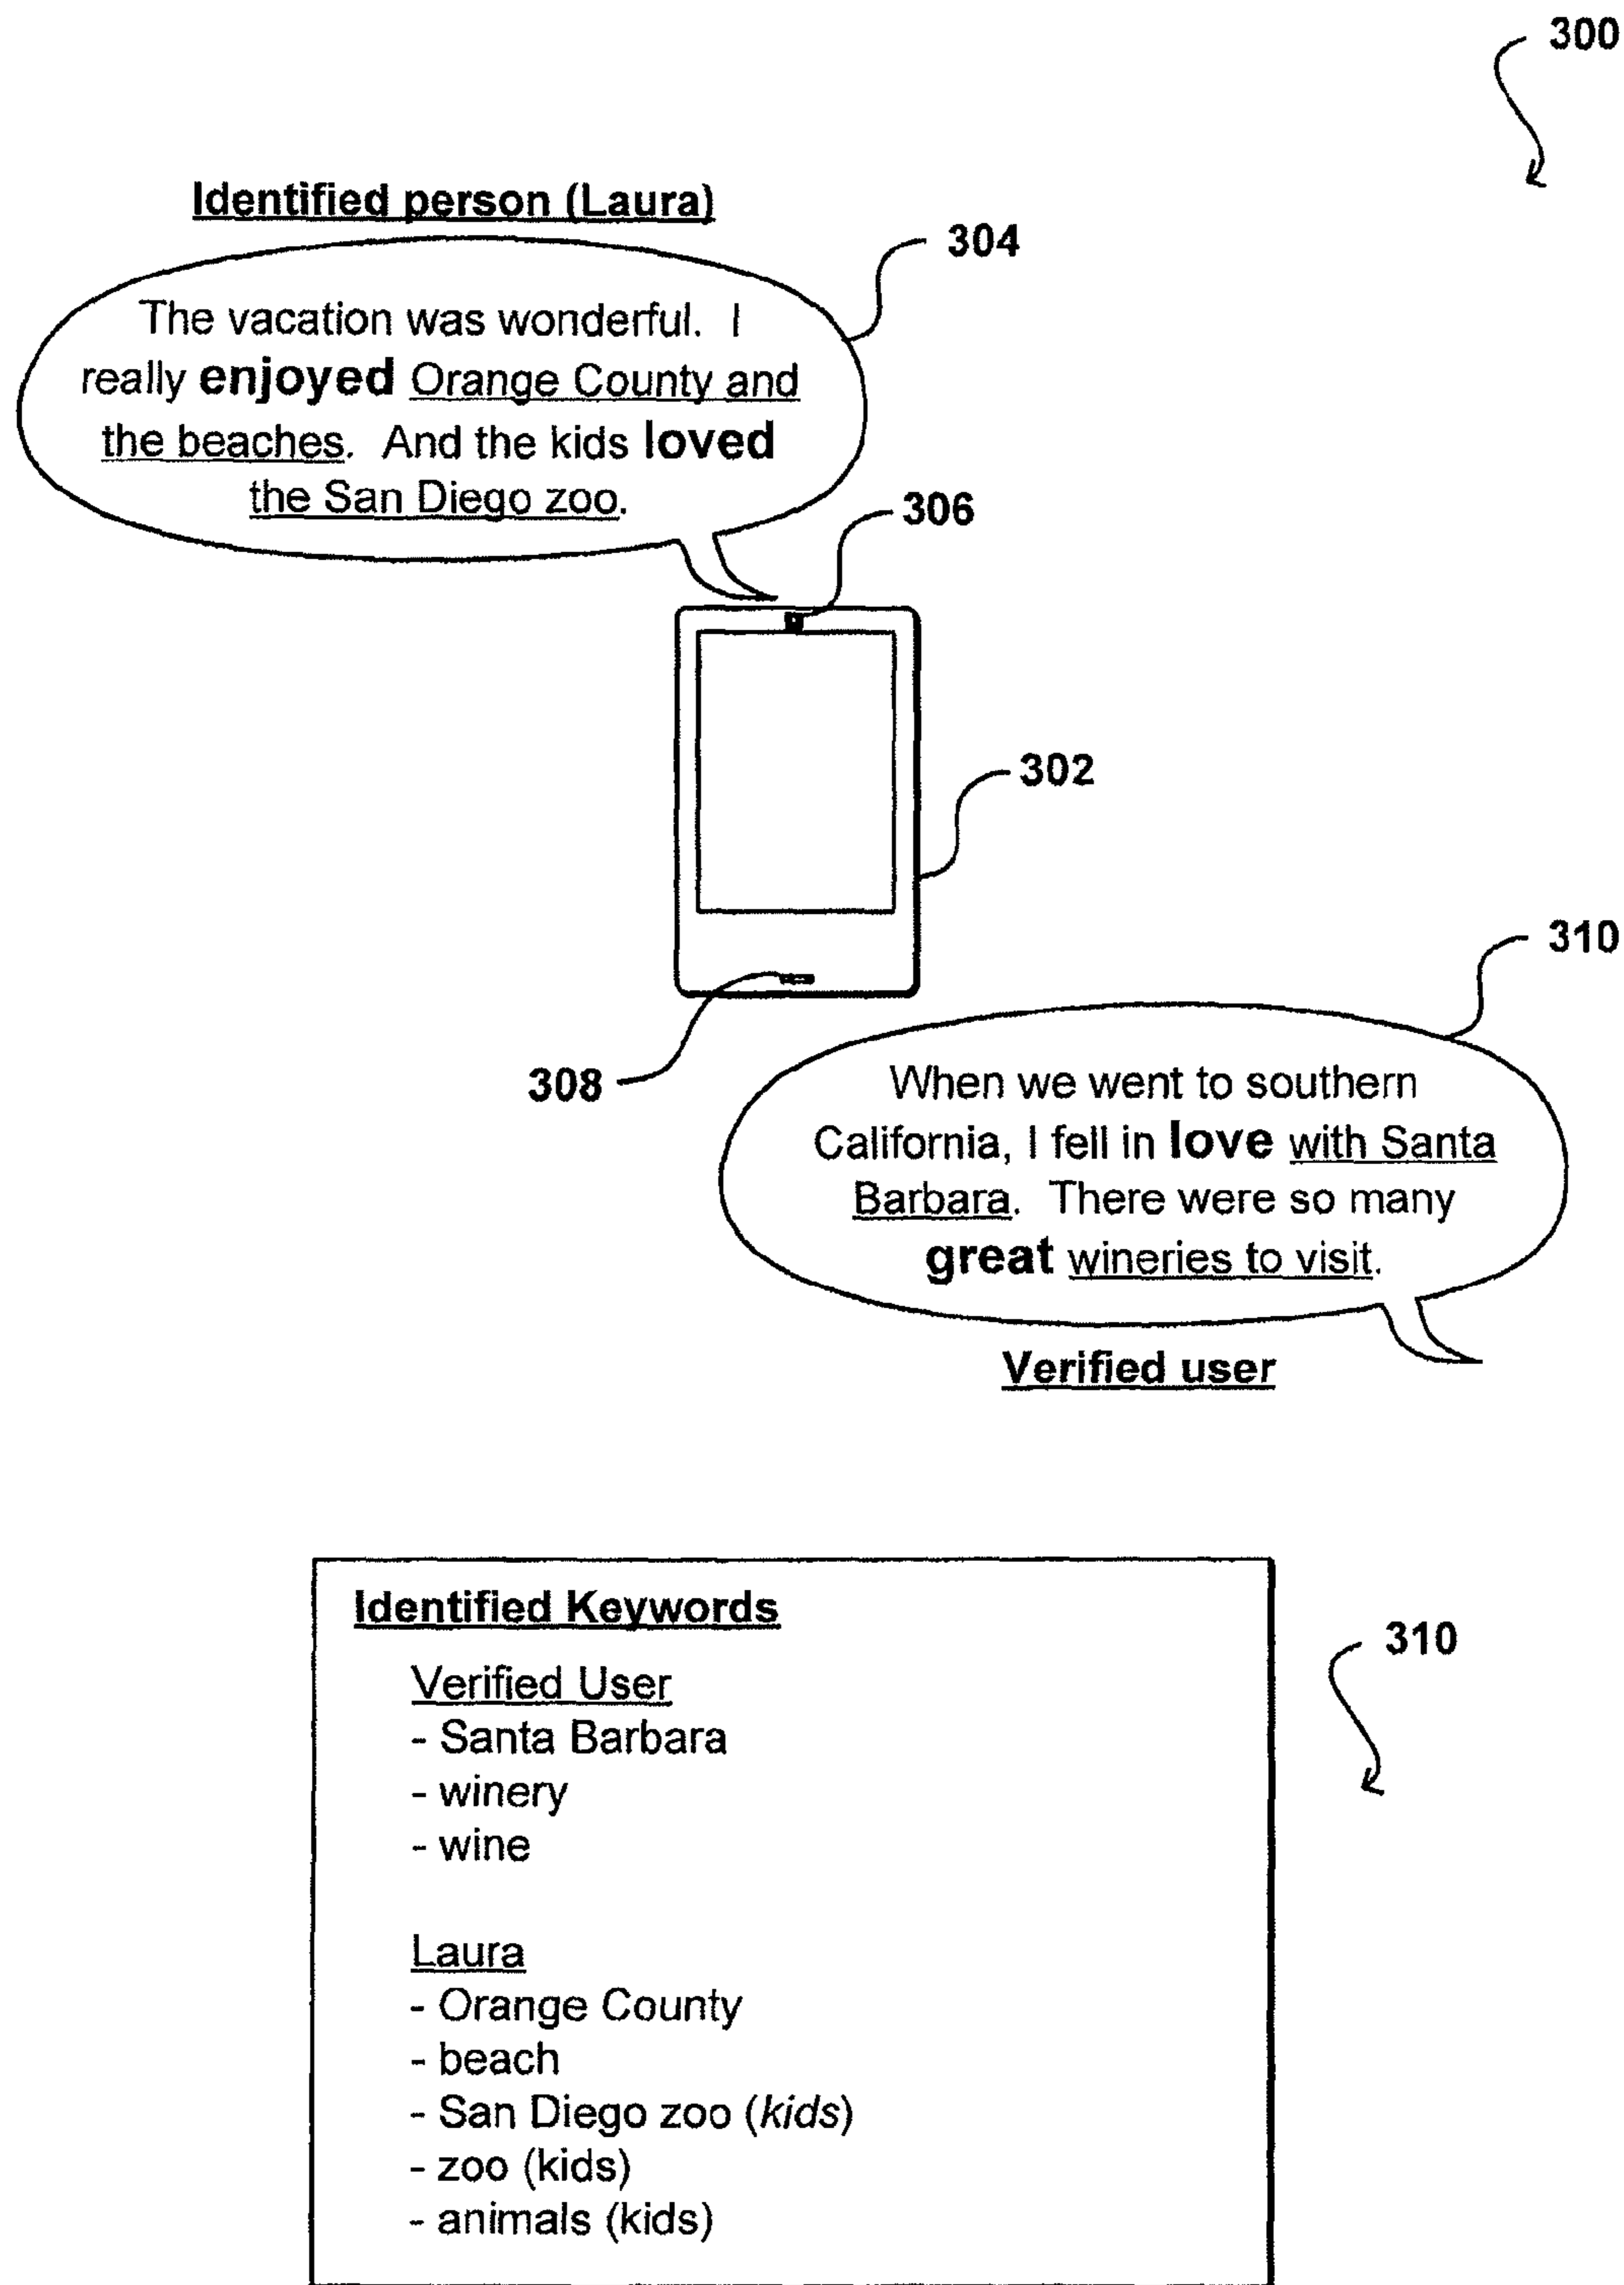 300
Identified person (Laura)
304
The vacation was wonderful. I
really enjoyed Orange County and
the beaches. And the kids loved
the San Diego zoo.
306
302
310
308
When we went to southern
California, I fell in love with Santa
Barbara. There were so many
great wineries to visit.
Verified user
Identified Keywords
310
Verified User
- Santa Barbara
- winery
- wine
Laura
- Orange County
- beach
- San Diego zoo (kids)
- zoo (kids)
- animals (kids)